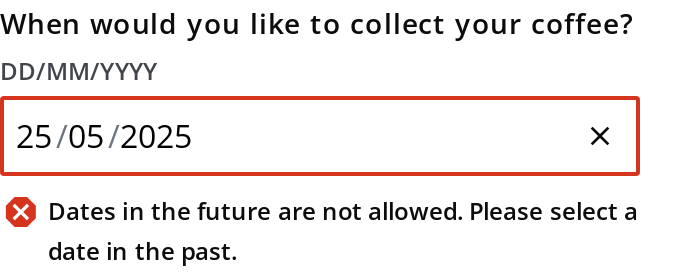 When would you like to collect your coffee?
DD/MM/YYYY
25/05/2025
Dates in the future are not allowed. Please select a
date in the past.